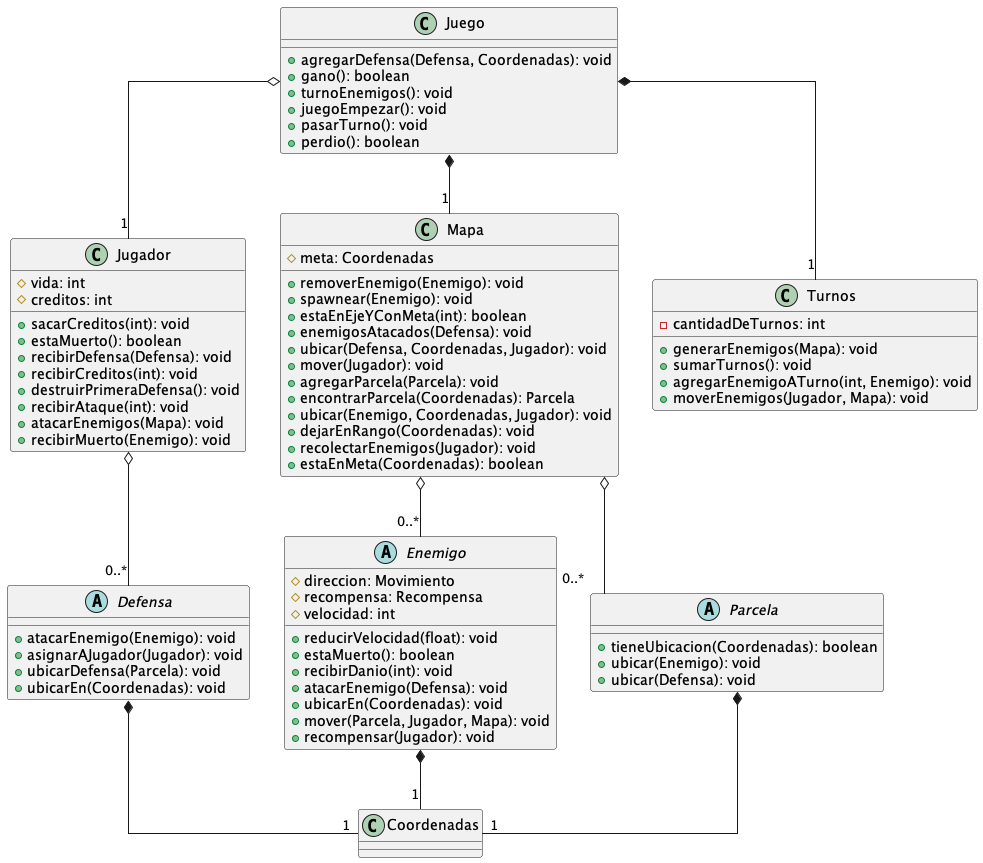 C Juego
agregarDefensa(Defensa, Coordenadas): void
gano(): boolean
turnoEnemigos(): void
juegoEmpezar(): void
pasarTurno(): void
perdio(): boolean
1
1
1
C Jugador
vida: int
creditos: int
sacarCreditos(int): void
estaMuerto(): boolean
recibirDefensa(Defensa): void
recibirCreditos(int): void
destruirPrimeraDefensa(): void
recibirAtaque(int): void
atacarEnemigos(Mapa): void
recibirMuerto(Enemigo): void
C Mapa
meta: Coordenadas
removerEnemigo(Enemigo): void
spawnear(Enemigo): void
estaEnEjeYConMeta(int): boolean
enemigosAtacados(Defensa): void
ubicar(Defensa, Coordenadas, Jugador): void
mover(Jugador): void
agregarParcela(Parcela): void
encontrarParcela(Coordenadas): Parcela
ubicar(Enemigo, Coordenadas, Jugador): void
dejarEnRango(Coordenadas): void
recolectarEnemigos(Jugador): void
estaEnMeta(Coordenadas): boolean
C Turnos
cantidadDeTurnos: int
generarEnemigos(Mapa): void
sumarTurnos(): void
agregarEnemigoATurno(int, Enemigo): void
moverEnemigos(Jugador, Mapa): void
0..*
0..*
0..*
A Defensa
atacarEnemigo(Enemigo): void
asignarAJugador(Jugador): void
ubicarDefensa(Parcela): void
ubicarEn(Coordenadas): void
A Enemigo
direccion: Movimiento
recompensa: Recompensa
velocidad: int
reducirVelocidad(float): void
estaMuerto(): boolean
recibirDanio(int): void
atacarEnemigo(Defensa): void
ubicarEn(Coordenadas): void
mover(Parcela, Jugador, Mapa): void
recompensar(Jugador): void
A Parcela
tieneUbicacion(Coordenadas): boolean
ubicar(Enemigo): void
ubicar(Defensa): void
1
1
1
C Coordenadas